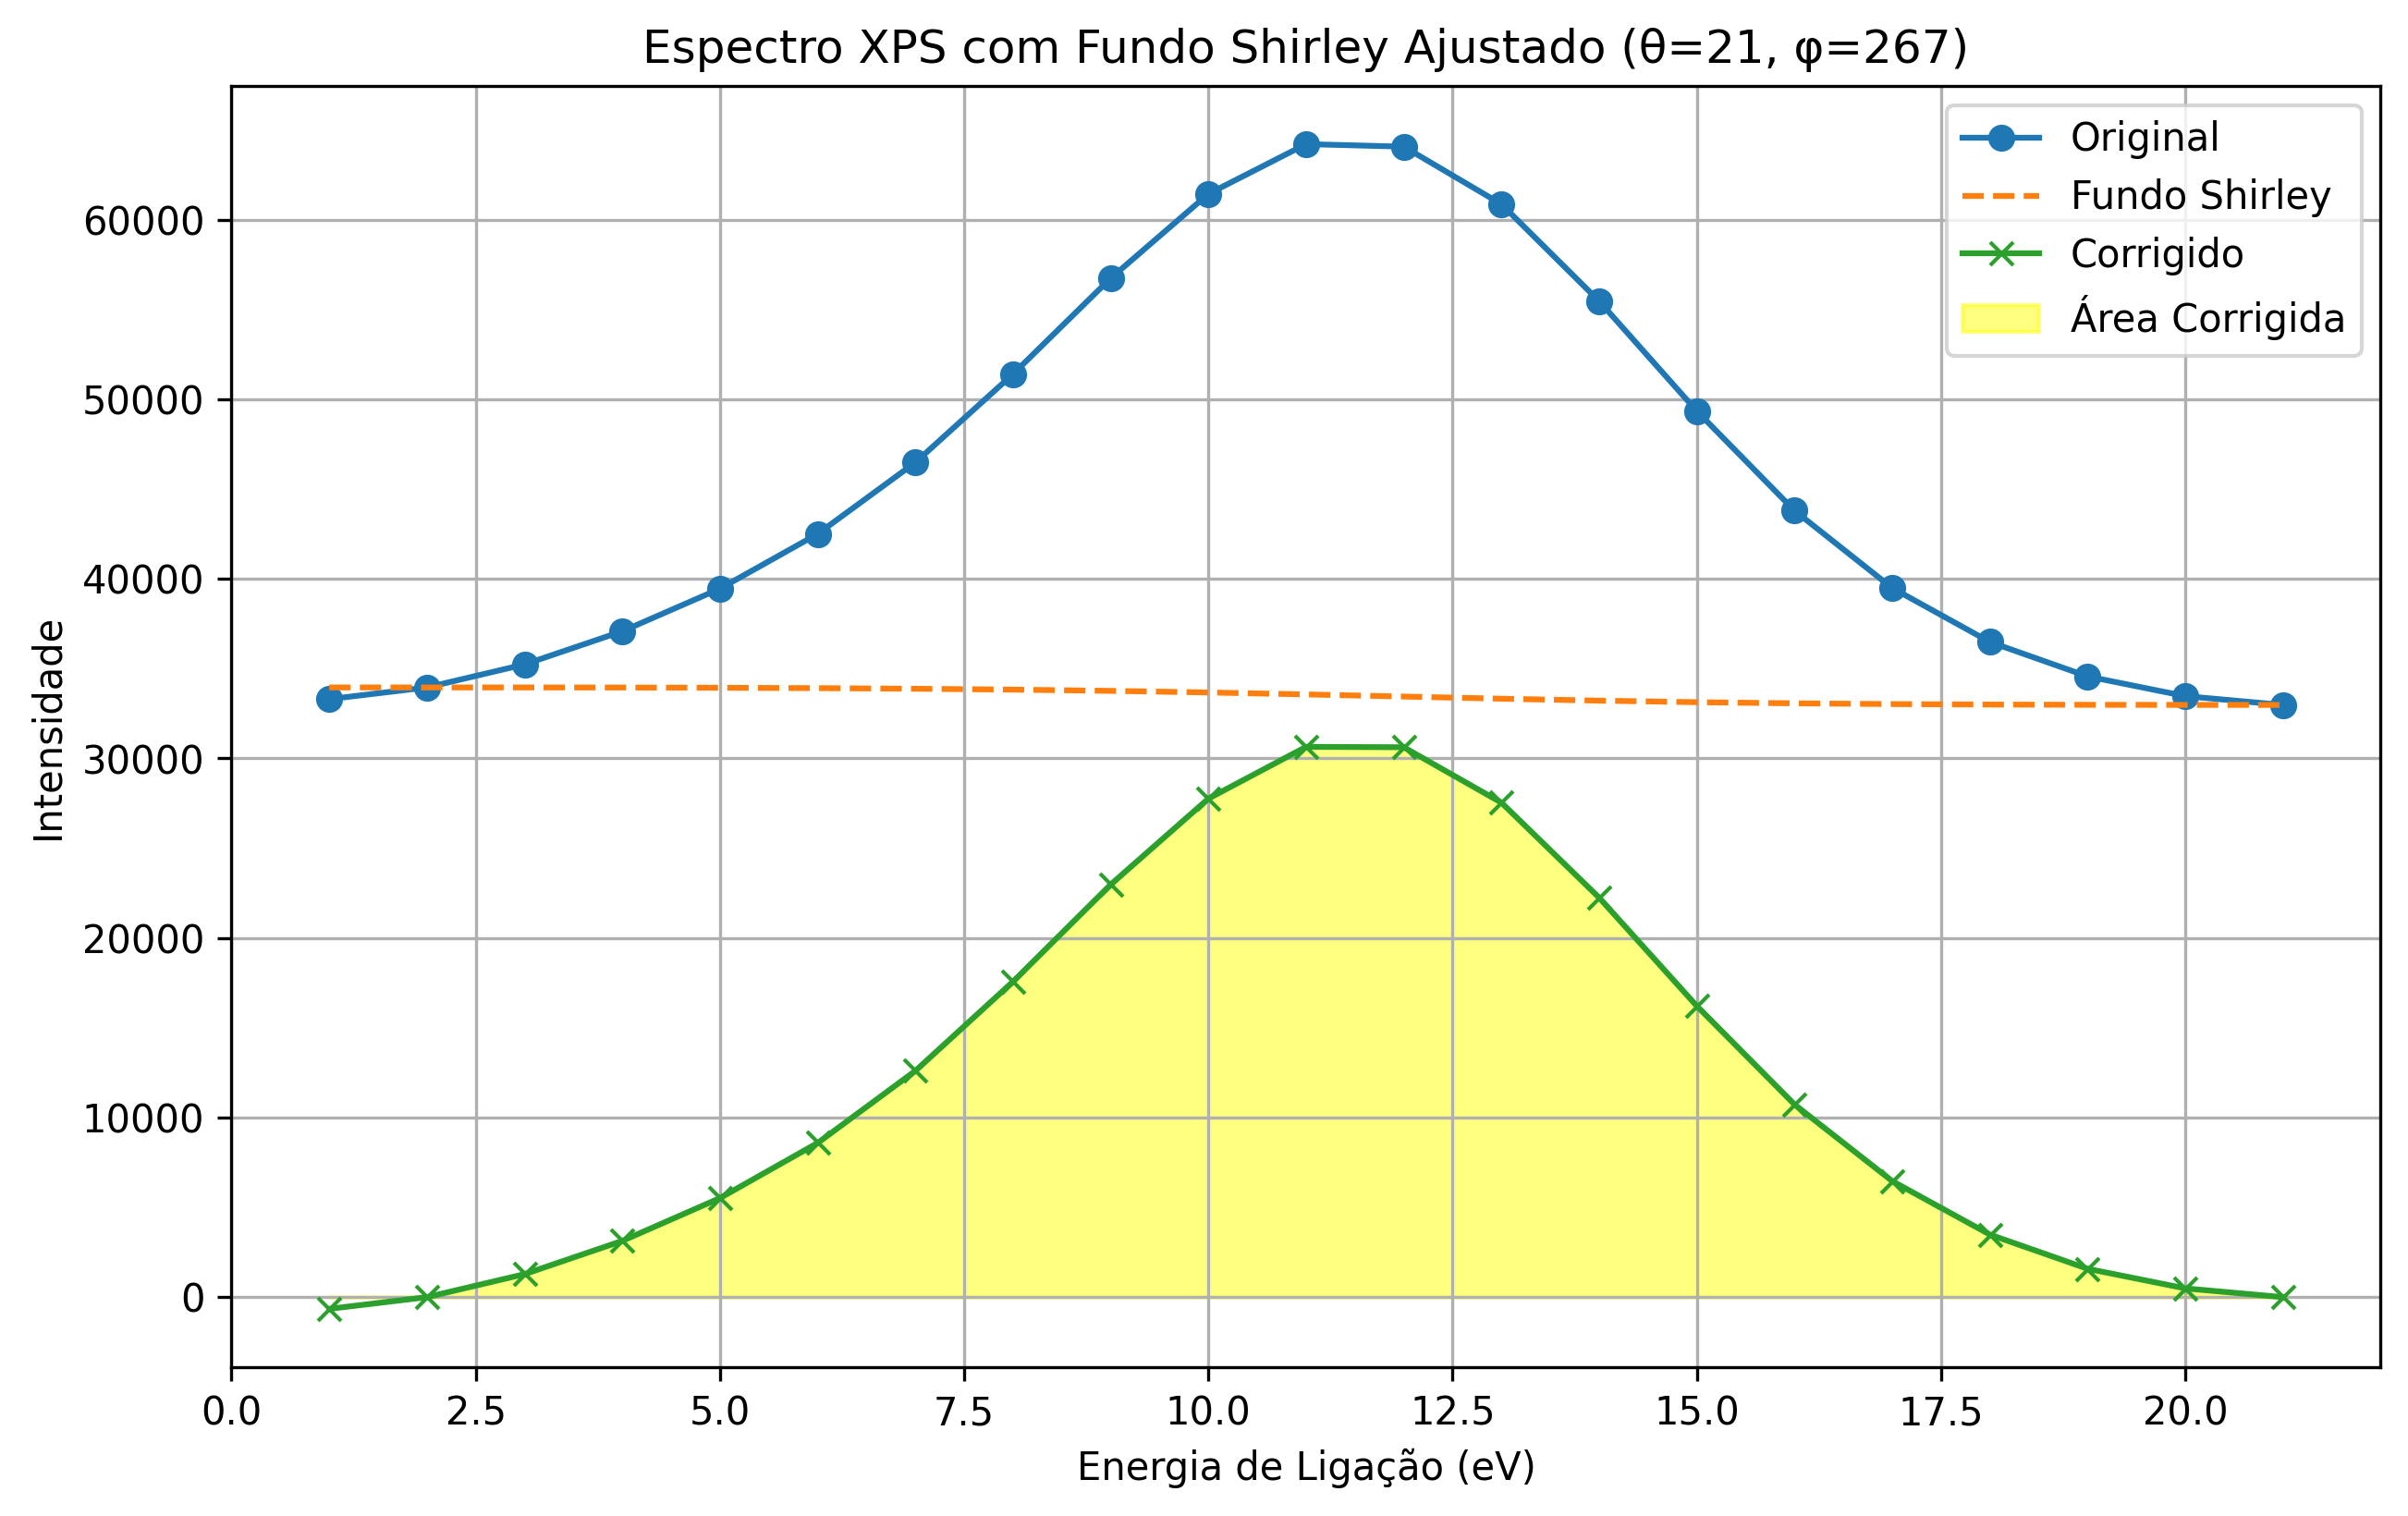 Espectro XPS com Fundo Shirley Ajustado (θ=21, φ=267)
Original
Fundo Shirley
Corrigido
Área Corrigida
Intensidade
60000
50000
40000
30000
20000
10000
0
0.0 2.5 5.0 7.5 10.0 12.5 15.0 17.5 20.0
Energia de Ligação (eV)